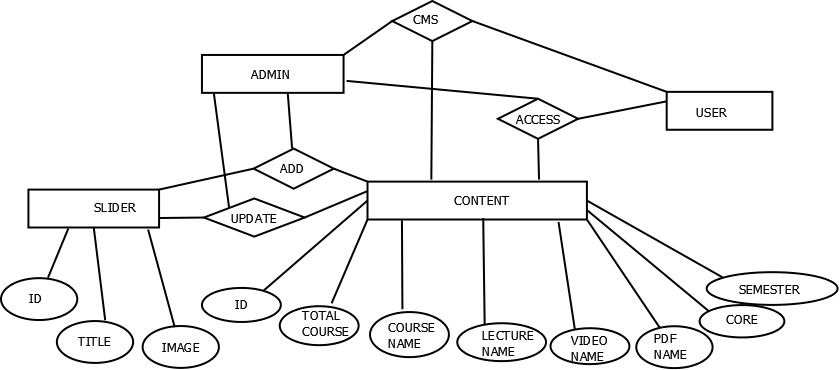 CMS
ADMIN
USER
ACCESS
ADD
SLIDER
UPDATE
CONTENT
ID
TITLE
IMAGE
ID
TOTAL
COURSE
COURSE
NAME
LECTURE
NAME
VIDEO
NAME
PDF
NAME
CORE
SEMESTER